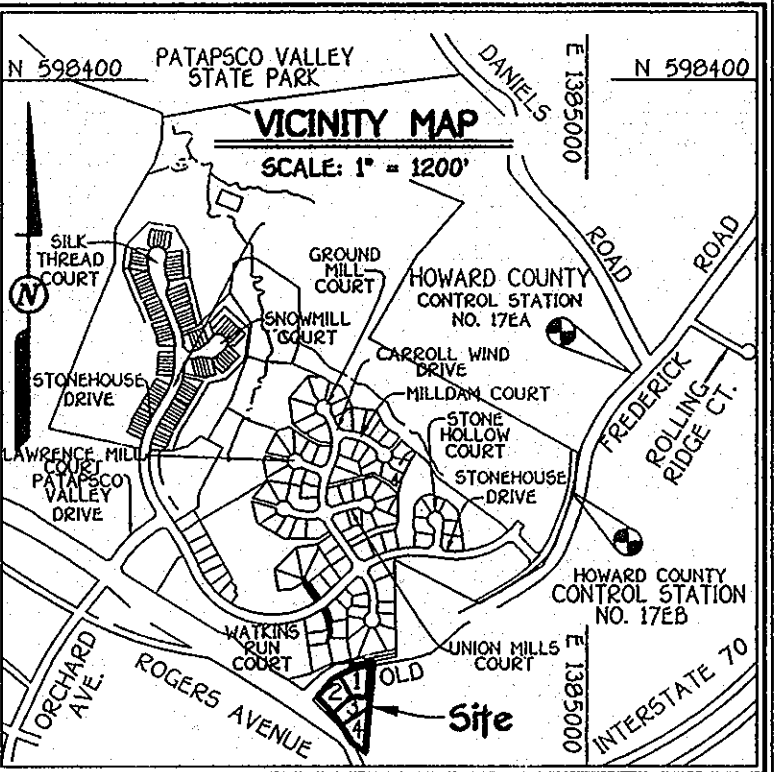 N 598400
PATAPSCO VALLEY
STATE PARK
DANIELS
E 1385000
N 598400
VICINITY MAP
SCALE: 1" = 1200'
ROAD
ROAD
SILK
THREAD
COURT
GROUND
MILL
COURT
HOWARD COUNTY
CONTROL STATION
NO. 17EA
N
SNOWMILL
COURT
CARROLL WIND
DRIVE
MILLDAM COURT
FREDERICK
ROLLING
RIDGE CT.
STONEHOUSE
DRIVE
STONE
HOLLOW
COURT
LAWRENCE MILL
COURT
PATAPSCO
VALLEY
DRIVE
STONEHOUSE
DRIVE
HOWARD COUNTY
CONTROL STATION
NO. 17EB
WATKINS
RUN
COURT
UNION MILLS
COURT
OLD
E 1385000
ORCHARD
AVE.
ROGERS AVENUE
1
2
3
4
Site
INTERSTATE 70